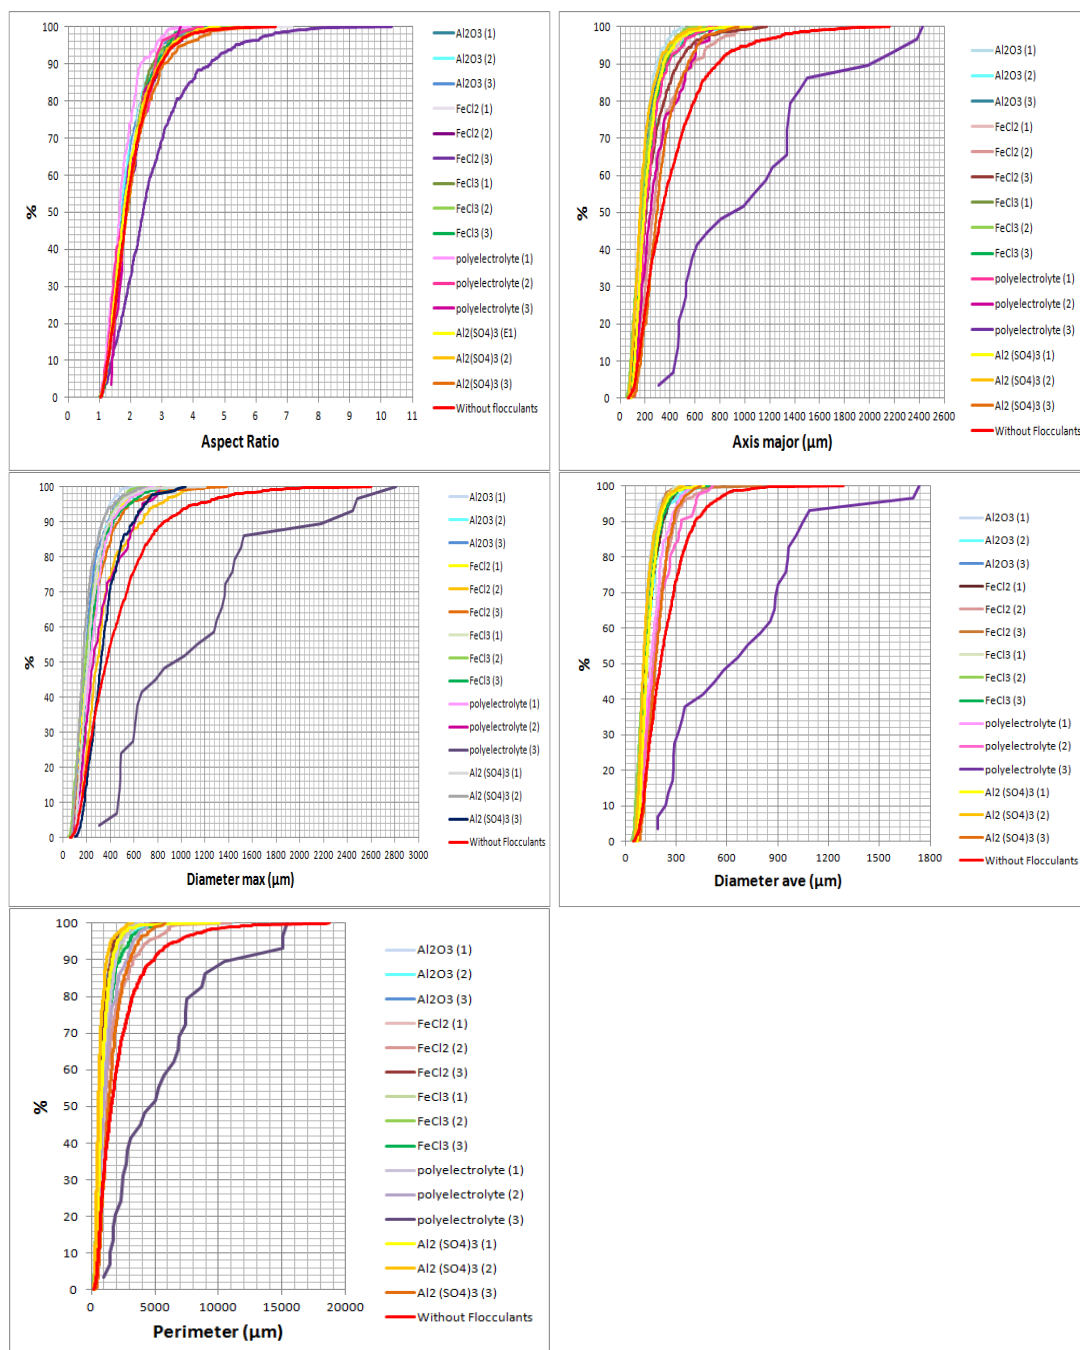 100
90
80
70
60
50
40
30
20
10
0
%
0 1 2 3 4 5 6 7 8 9 10 11
Aspect Ratio
Al2O3 (1)
Al2O3 (2)
Al2O3 (3)
FeCl2 (1)
FeCl2 (2)
FeCl2 (3)
FeCl3 (1)
FeCl3 (2)
FeCl3 (3)
polyelectrolyte (1)
polyelectrolyte (2)
polyelectrolyte (3)
Al2(SO4)3 (E1)
Al2(SO4)3 (2)
Al2(SO4)3 (3)
Without flocculants
100
90
80
70
60
50
40
30
20
10
0
%
0 200 400 600 800 1000 1200 1400 1600 1800 2000 2200 2400 2600
Axis major (µm)
Al2O3 (1)
Al2O3 (2)
Al2O3 (3)
FeCl2 (1)
FeCl2 (2)
FeCl2 (3)
FeCl3 (1)
FeCl3 (2)
FeCl3 (3)
polyelectrolyte (1)
polyelectrolyte (2)
polyelectrolyte (3)
Al2 (SO4)3 (1)
Al2 (SO4)3 (2)
Al2 (SO4)3 (3)
Without Flocculants
100
90
80
70
60
50
40
30
20
10
0
%
0 200 400 600 800 1000 1200 1400 1600 1800 2000 2200 2400 2600 3000
Diameter max (µm)
Al2O3 (1)
Al2O3 (2)
Al2O3 (3)
FeCl2 (1)
FeCl2 (2)
FeCl2 (3)
FeCl3 (1)
FeCl3 (2)
FeCl3 (3)
polyelectrolyte (1)
polyelectrolyte (2)
polyelectrolyte (3)
Al2 (SO4)3 (1)
Al2 (SO4)3 (2)
Al2 (SO4)3 (3)
Without Flocculants
100
90
80
70
60
50
40
30
20
10
0
%
0 300 600 900 1200 1500 1800
Diameter ave (µm)
Al2O3 (1)
Al2O3 (2)
Al2O3 (3)
FeCl2 (1)
FeCl2 (2)
FeCl2 (3)
FeCl3 (1)
FeCl3 (2)
FeCl3 (3)
polyelectrolyte (1)
polyelectrolyte (2)
polyelectrolyte (3)
Al2 (SO4)3 (1)
Al2 (SO4)3 (2)
Al2 (SO4)3 (3)
Without Flocculants
100
90
80
70
60
50
40
30
20
10
0
%
0 5000 10000 15000 20000
Perimeter (µm)
Al2O3 (1)
Al2O3 (2)
Al2O3 (3)
FeCl2 (1)
FeCl2 (2)
FeCl2 (3)
FeCl3 (1)
FeCl3 (2)
FeCl3 (3)
polyelectrolyte (1)
polyelectrolyte (2)
polyelectrolyte (3)
Al2 (SO4)3 (1)
Al2 (SO4)3 (2)
Al2 (SO4)3 (3)
Without Flocculants